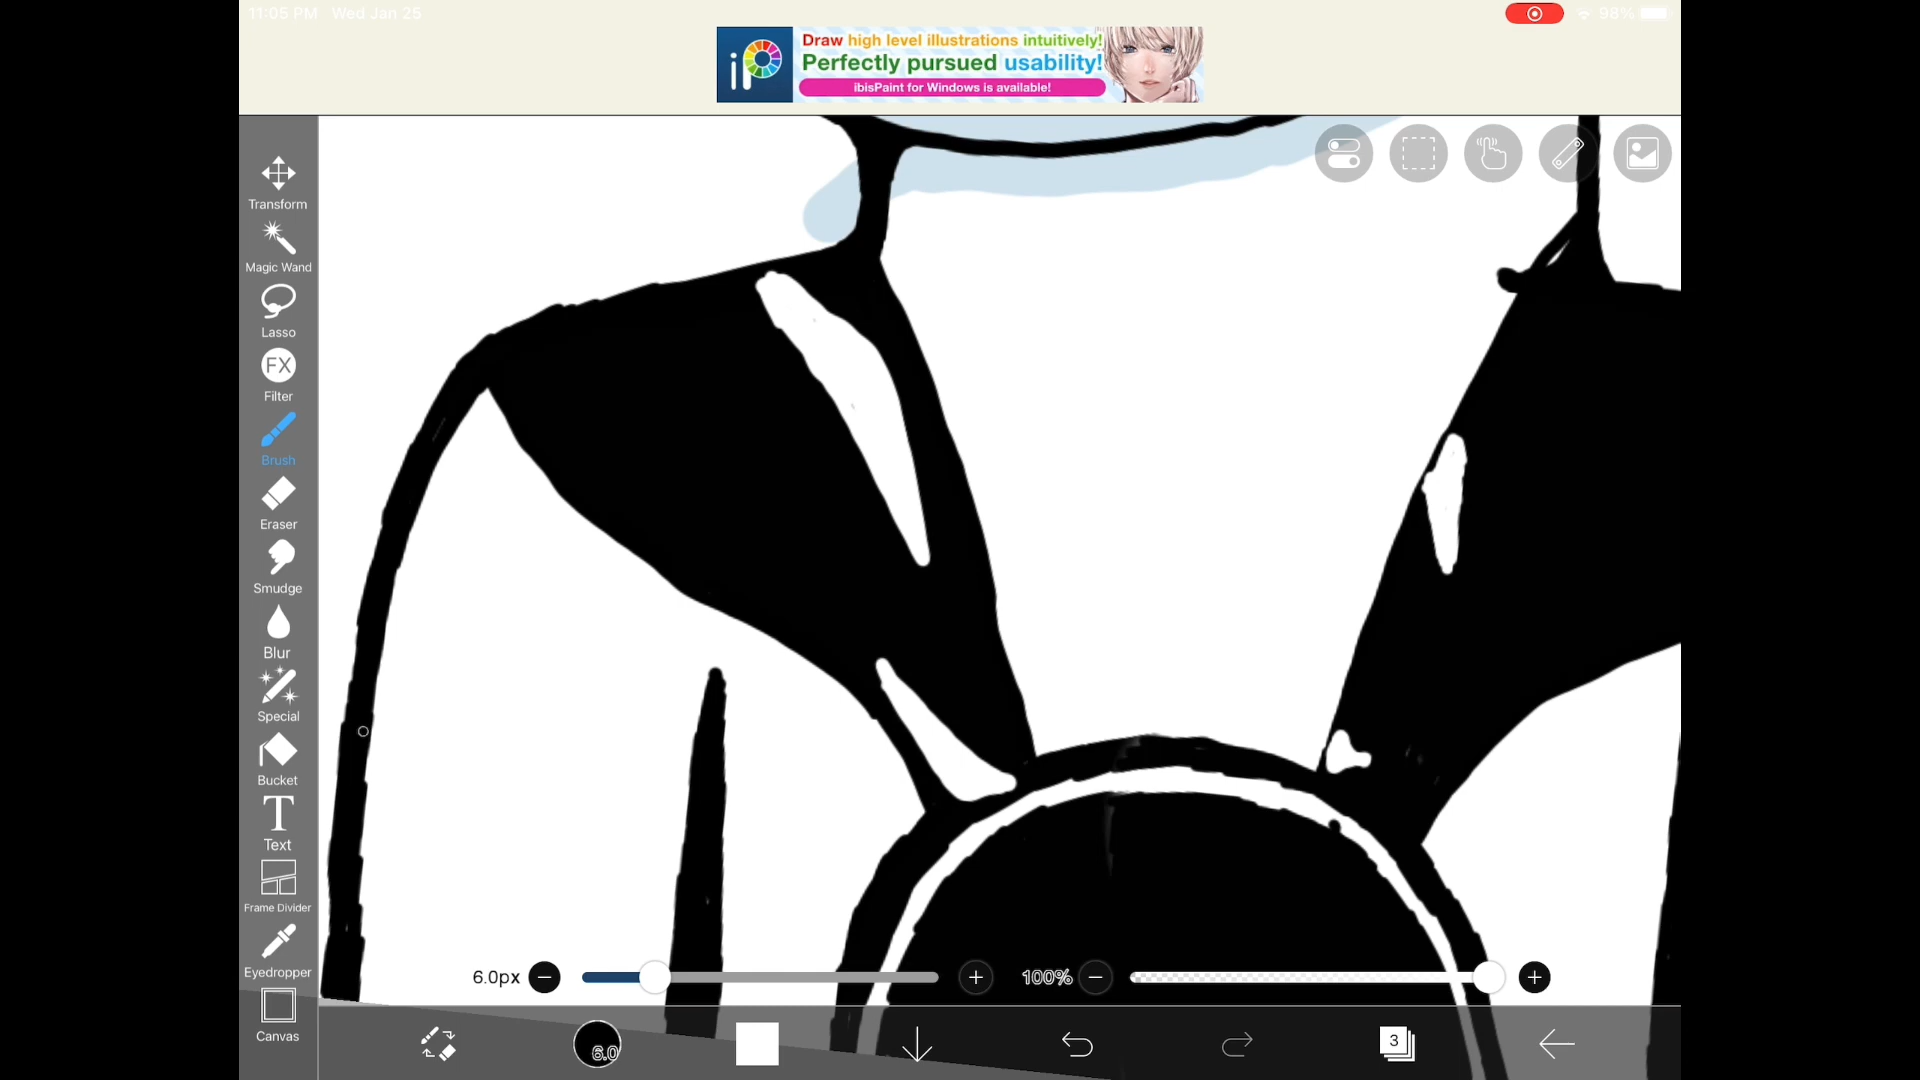 11:05 PM Wed Jan 25
98%
iP
Draw high level illustrations intuitively!
Perfectly pursued usability!
ibisPaint for Windows is available!
Transform
Magic Wand
Lasso
FX
Filter
Brush
Eraser
Smudge
Blur
Special
Bucket
T
Text
Frame Divider
Eyedropper
Canvas
6.0px
100%
6.0
3